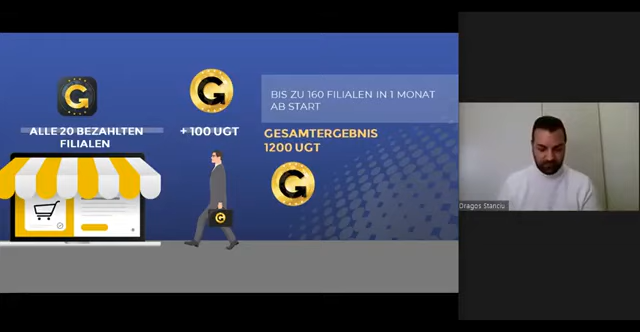 ALLE 20 BEZAHLTEN
FILIALEN
+ 100 UGT
BIS ZU 160 FILIALEN IN 1 MONAT
AB START
GESAMTERGEBNIS
1200 UGT
Dragos Stanciu